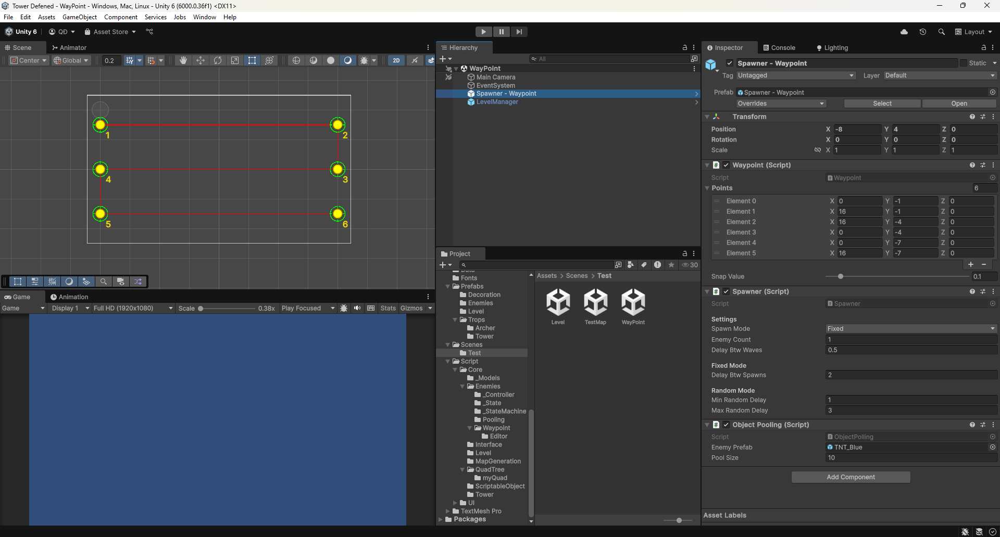 Tower Defened - WayPoint - Windows, Mac, Linux - Unity 6 (6000.0.36f1) <DX11>
File Edit Assets GameObject Component Services Jobs Window Help
Unity 6 QĐ Asset Store Layout
Scene Animator
Center Global 0.2 2D
1
2
4
3
5
6
Game Animation
Game Display 1 Full HD (1920x1080) Scale 0.38x Play Focused Stats Gizmos
Hierarchy
All
WayPoint
Main Camera
EventSystem
Spawner - Waypoint
LevelManager
Project
30
Data
Fonts
Prefabs
Decoration
Enemies
Level
Trops
Archer
Tower
Scenes
Test
Script
Core
_Models
Enemies
_Controller
_State
_StateMachine
Pooling
Waypoint
Editor
Interface
Level
MapGeneration
QuadTree
myQuad
ScriptableObject
Tower
UI
TextMesh Pro
Packages
Assets > Scenes > Test
Level TestMap WayPoint
Inspector Console Lighting
Spawner - Waypoint Static
Tag Untagged Layer Default
Prefab Spawner - Waypoint
Overrides Select Open
Transform
Position X -8 Y 4 Z 0
Rotation X 0 Y 0 Z 0
Scale X 1 Y 1 Z 1
# Waypoint (Script)
Script Waypoint
Points 6
Element 0 X 0 Y -1 Z 0
Element 1 X 16 Y -1 Z 0
Element 2 X 16 Y -4 Z 0
Element 3 X 0 Y -4 Z 0
Element 4 X 0 Y -7 Z 0
Element 5 X 16 Y -7 Z 0
Snap Value 0.1
# Spawner (Script)
Script Spawner
Settings
Spawn Mode Fixed
Enemy Count 1
Delay Btw Waves 0.5
Fixed Mode
Delay Btw Spawns 2
Random Mode
Min Random Delay 1
Max Random Delay 3
# Object Pooling (Script)
Script ObjectPolling
Enemy Prefab TNT_Blue
Pool Size 10
Add Component
Asset Labels